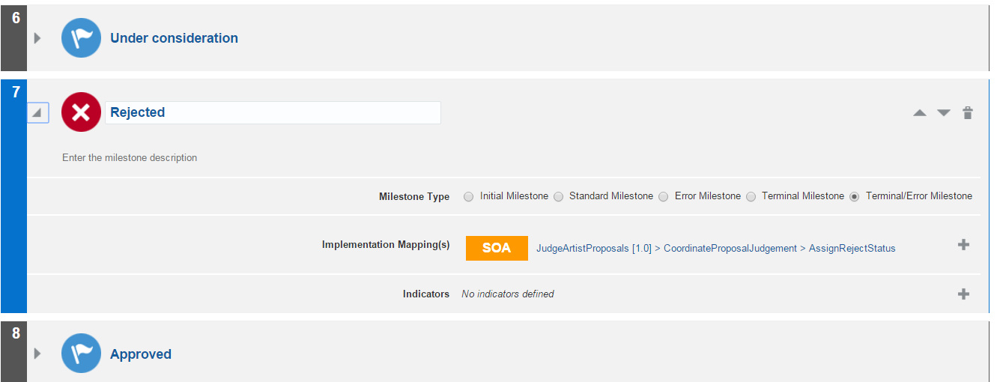 6
Under consideration
7
Rejected
Enter the milestone description
Milestone Type Initial Milestone Standard Milestone Error Milestone Terminal Milestone Terminal/Error Milestone
Implementation Mapping(s) SOA JudgeArtistProposals [1.0] > CoordinateProposalJudgement > AssignRejectStatus
Indicators No indicators defined
8
Approved